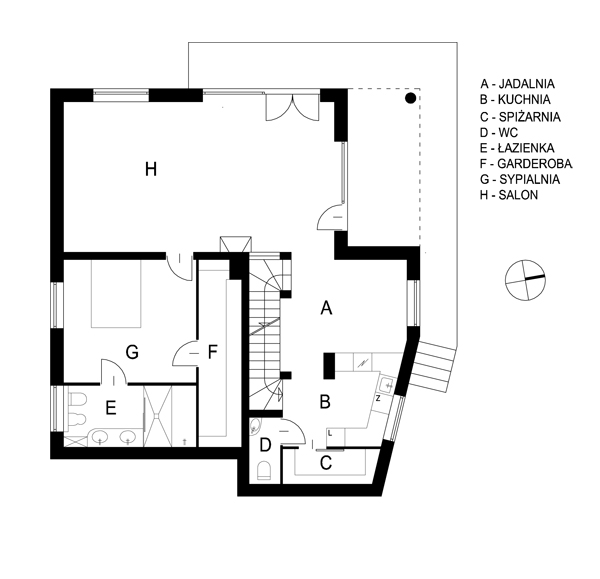 A - JADALNIA
B - KUCHNIA
C - SPIŻARNIA
D - WC
E - ŁAZIENKA
F - GARDEROBA
G - SYPIALNIA
H - SALON
H
A
G
F
E
B
Z
L
D
C